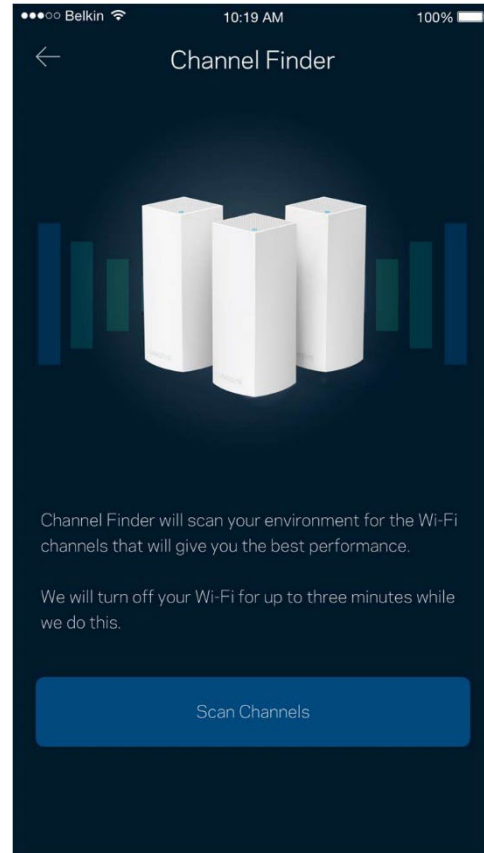 Belkin 10:19 AM 100%
Channel Finder
Channel Finder will scan your environment for the Wi-Fi
channels that will give you the best performance.
We will turn off your Wi-Fi for up to three minutes while
we do this.
Scan Channels